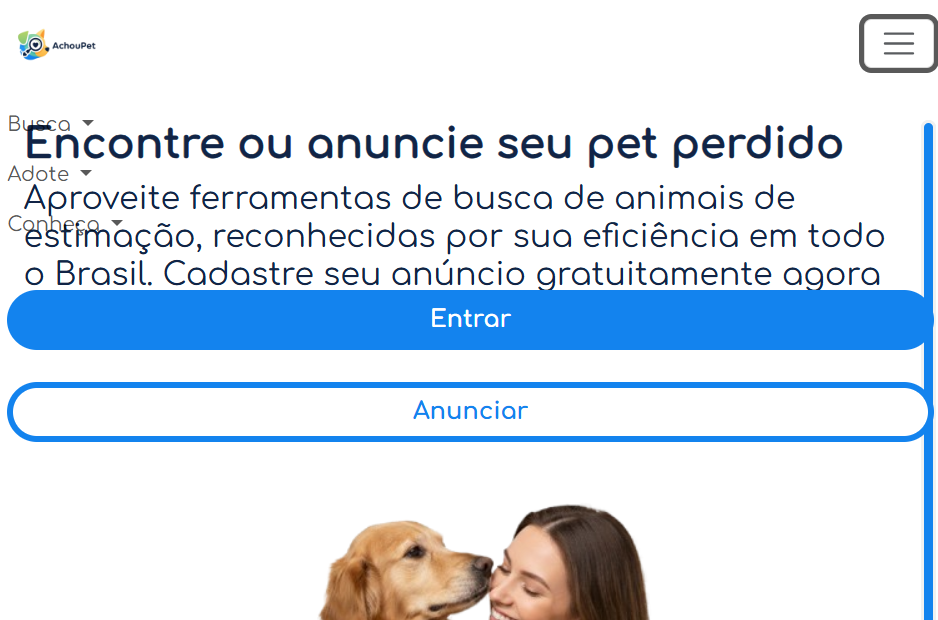 AchouPet
Busca
Encontre ou anuncie seu pet perdido
Adote
Aproveite ferramentas de busca de animais de
Conheça
estimação, reconhecidas por sua eficiência em todo
o Brasil. Cadastre seu anúncio gratuitamente agora
Entrar
Anunciar